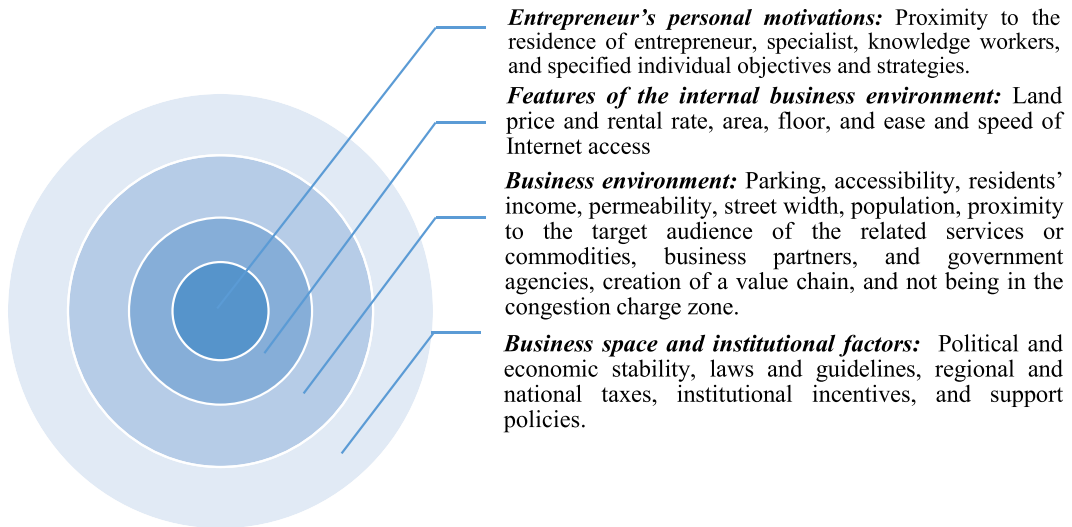 Entrepreneur’s personal motivations: Proximity to the
residence of entrepreneur, specialist, knowledge workers,
and specified individual objectives and strategies.
Features of the internal business environment: Land
price and rental rate, area, floor, and ease and speed of
Internet access
Business environment: Parking, accessibility, residents’
income, permeability, street width, population, proximity
to the target audience of the related services or
commodities, business partners, and government
agencies, creation of a value chain, and not being in the
congestion charge zone.
Business space and institutional factors: Political and
economic stability, laws and guidelines, regional and
national taxes, institutional incentives, and support
policies.